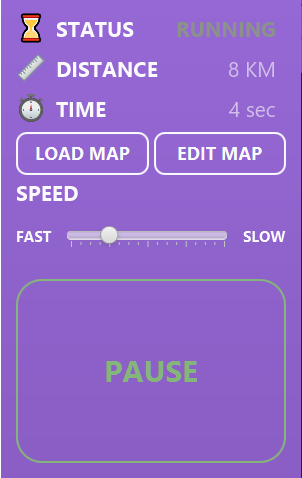 STATUS RUNNING
DISTANCE 8 KM
TIME 4 sec
LOAD MAP EDIT MAP
SPEED
FAST SLOW
PAUSE